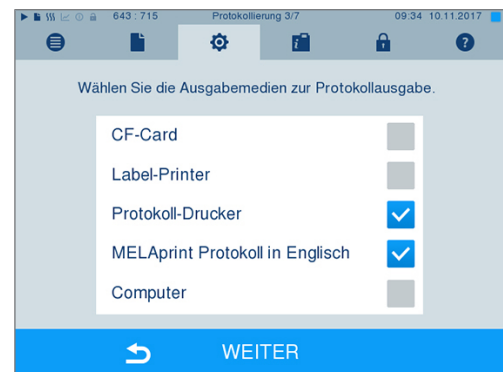 643 : 715 Protokollierung 3/7 09:34 10.11.2017
Wählen Sie die Ausgabemedien zur Protokollausgabe.
CF-Card
Label-Printer
Protokoll-Drucker
MELAprint Protokoll in Englisch
Computer
WEITER